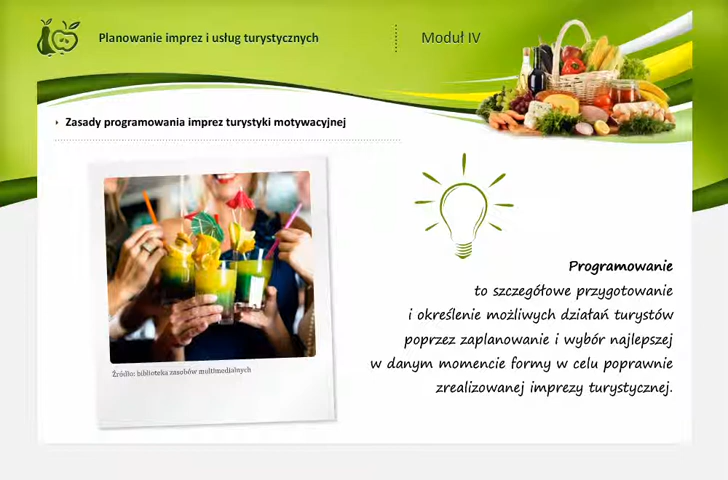 Planowanie imprez i usług turystycznych
Moduł IV
Zasady programowania imprez turystyki motywacyjnej
Programowanie
to szczegółowe przygotowanie
i określenie możliwych działań turystów
poprzez zaplanowanie i wybór najlepszej
w danym momencie formy w celu poprawnie
zrealizowanej imprezy turystycznej.
Źródło: biblioteka zasobów multimedialnych